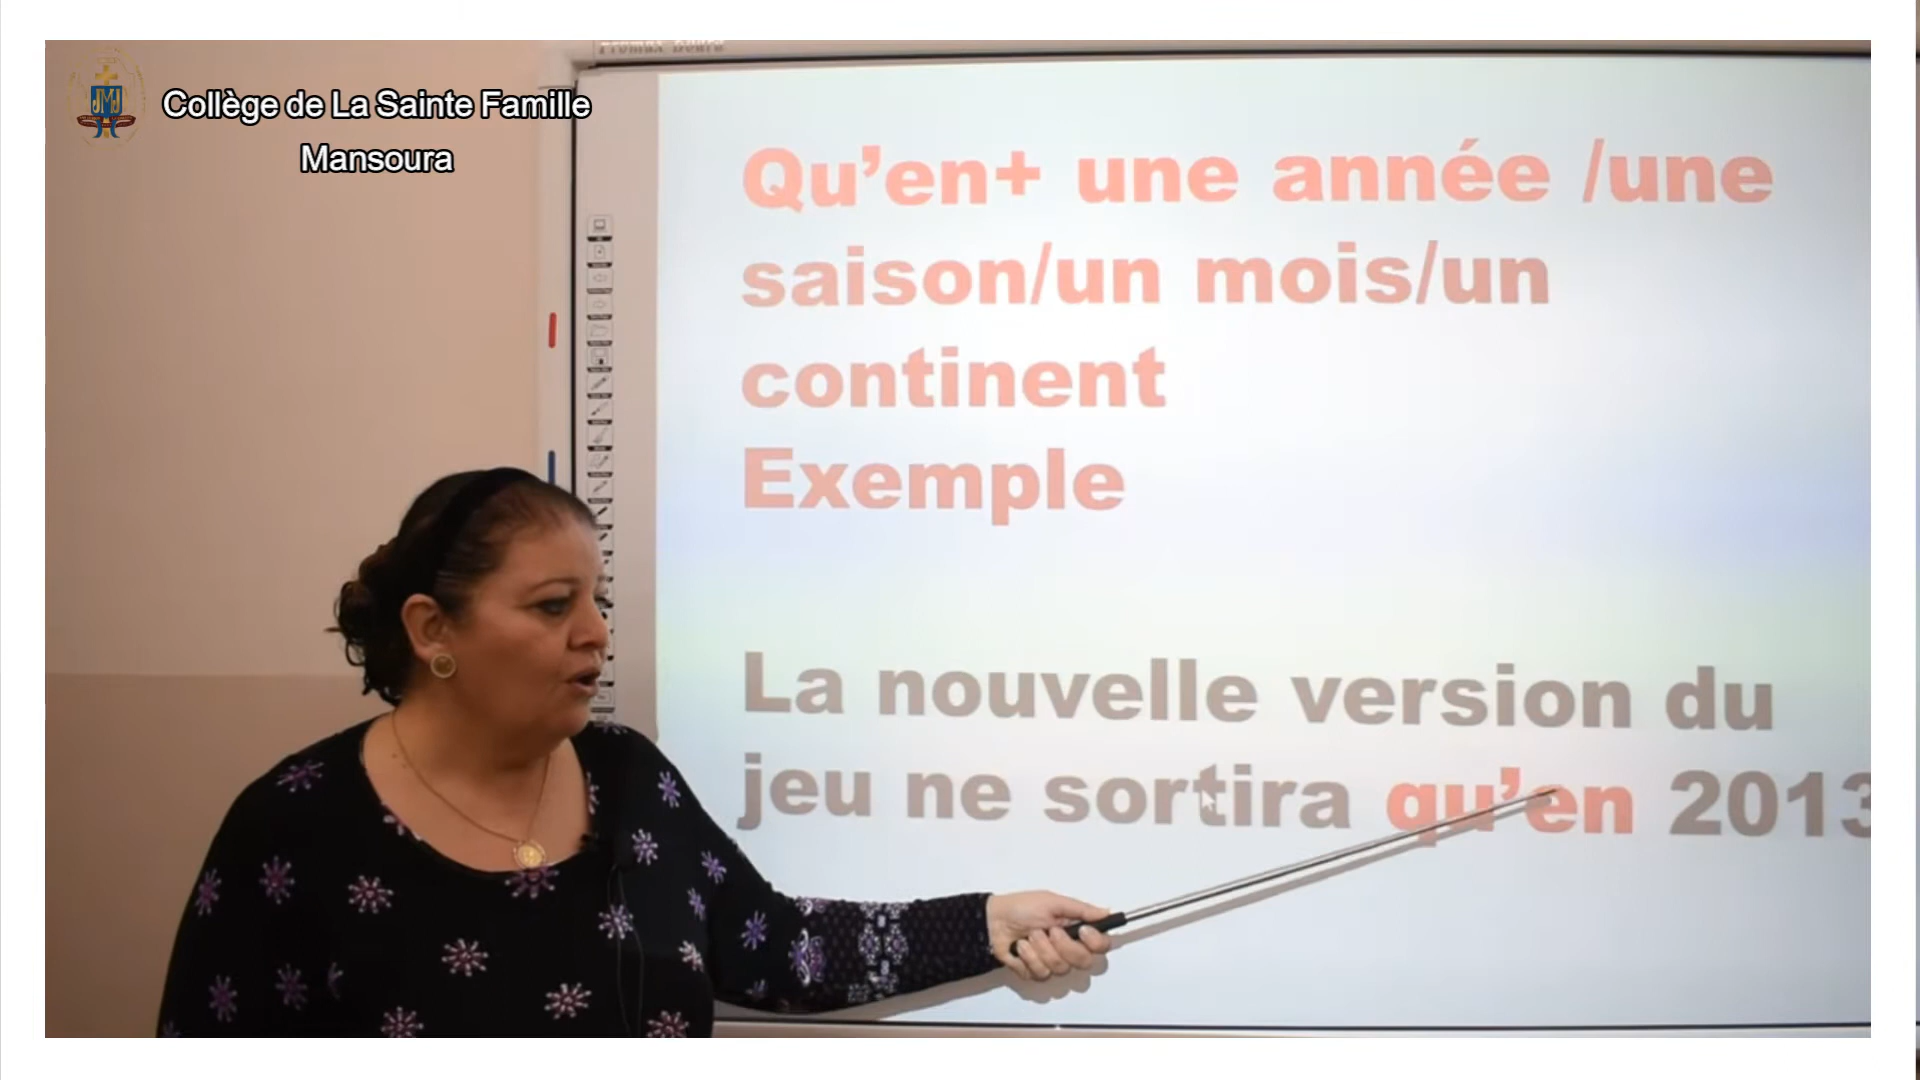 Collège de La Sainte Famille
Mansoura
Qu'en+ une année /une
saison/un mois/un
continent
Exemple
La nouvelle version du
jeu ne sortira qu'en 2013